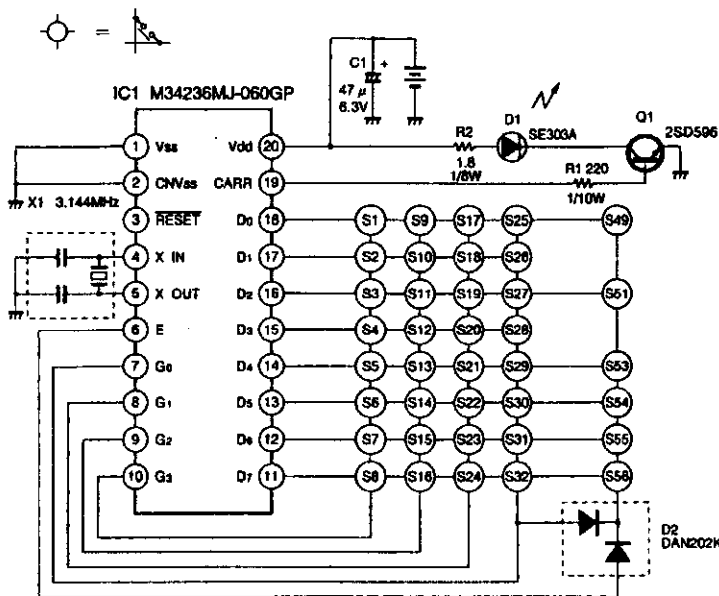 =
IC1 M34236MJ-060GP
C1 +
47 μ
6.3V
D1
SE303A
Q1
2SD596
R2
1.8
1/8W
R1 220
1/10W
1 Vss Vdd 20
2 CNVss CARR 19
X1 3.144MHz
3 RESET D0 18 S1 S9 S17 S25 S49
4 X IN D1 17 S2 S10 S18 S26
5 X OUT D2 16 S3 S11 S19 S27 S51
6 E D3 15 S4 S12 S20 S28
7 G0 D4 14 S5 S13 S21 S29 S53
8 G1 D5 13 S6 S14 S22 S30 S54
9 G2 D6 12 S7 S15 S23 S31 S55
10 G3 D7 11 S8 S16 S24 S32 S56
D2
DAN202K